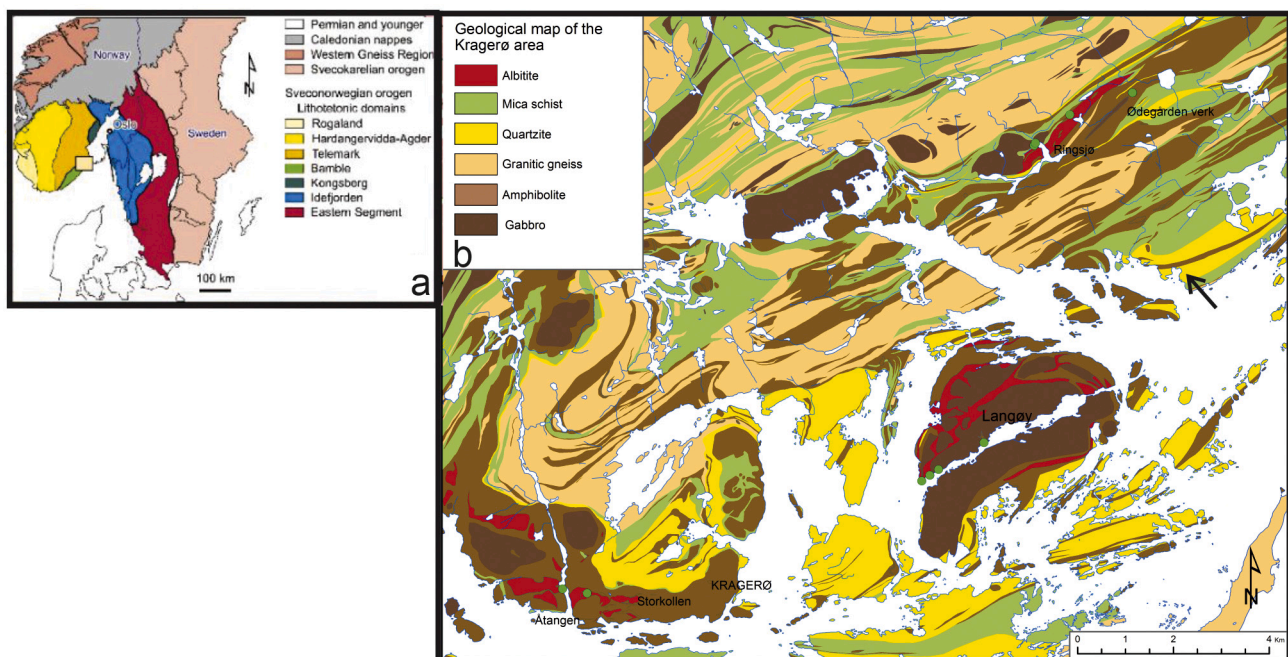 Norway
Oslo
Sweden
Permian and younger
Caledonian nappes
Western Gneiss Region
Svecokarelian orogen
N
Sveconorwegian orogen
Lithotetonic domains
Rogaland
Hardangervidda-Agder
Telemark
Bamble
Kongsberg
Idefjorden
Eastern Segment
100 km
a
Geological map of the
Kragerø area
Albitite
Mica schist
Quartzite
Granitic gneiss
Amphibolite
Gabbro
b
Ødegården verk
Ringsjø
Langøy
KRAGERØ
Storkollen
Åtangen
N
0 1 2 4 Km